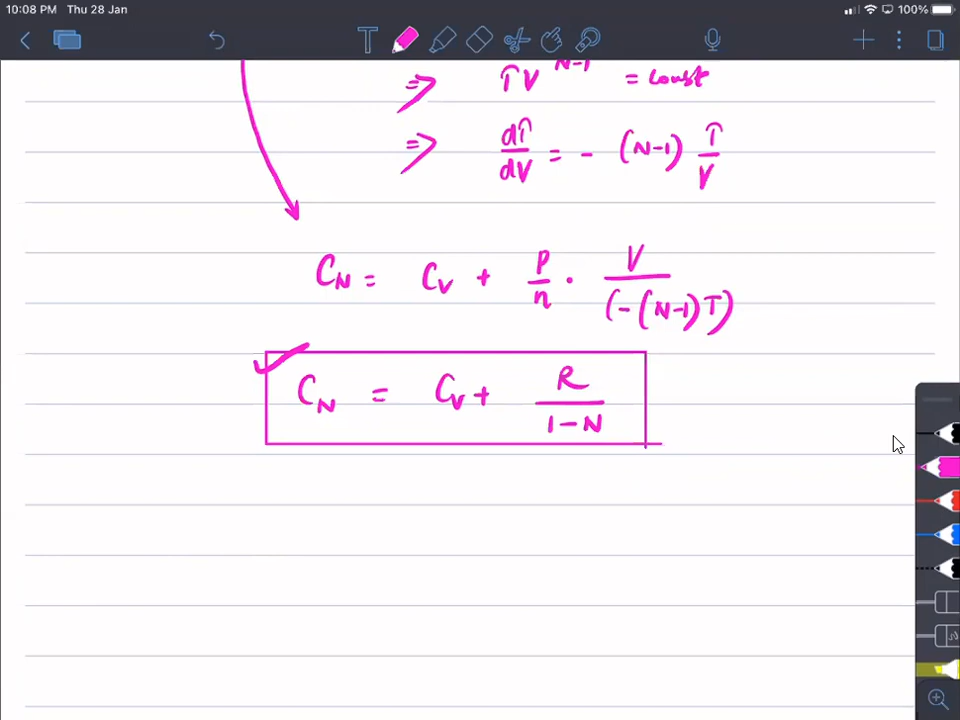 10:08 PM Thu 28 Jan 100%
T
=> TV^(N-1) = const
=> dT/dV = - (N-1) T/V
C_N = C_V + P/n · V/(-(N-1)T)
C_N = C_V + R/(1-N)